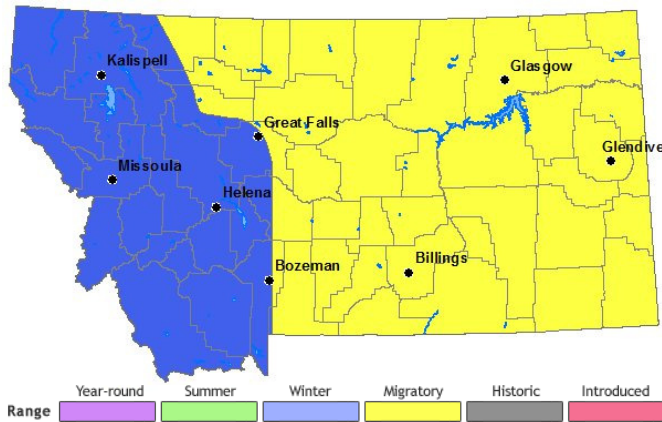 Kalispell
Glasgow
Great Falls
Glendive
Missoula
Helena
Bozeman
Billings
Year-round Summer Winter Migratory Historic Introduced
Range